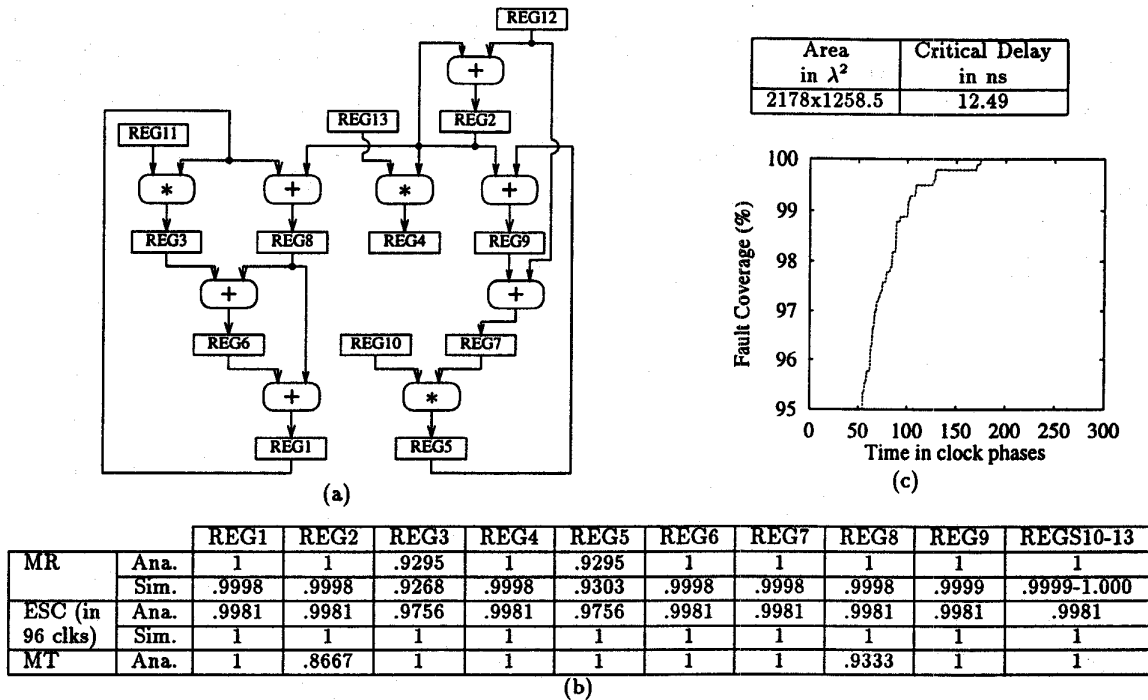 REG12
+
REG13
REG2
REG11
*
+
*
+
REG3
REG8
REG4
REG9
+
+
REG6
REG10
REG7
+
*
REG1
REG5
(a)
Area in λ² Critical Delay in ns
2178x1258.5 12.49
Fault Coverage (%)
100
99
98
97
96
95
0 50 100 150 200 250 300
Time in clock phases
(c)
REG1 REG2 REG3 REG4 REG5 REG6 REG7 REG8 REG9 REGS10-13
MR Ana. 1 1 .9295 1 .9295 1 1 1 1 1
Sim. .9998 .9998 .9268 .9998 .9303 .9998 .9998 .9998 .9999 .9999-1.000
ESC (in Ana. .9981 .9981 .9756 .9981 .9756 .9981 .9981 .9981 .9981 .9981
96 clks) Sim. 1 1 1 1 1 1 1 1 1 1
MT Ana. 1 .8667 1 1 1 1 1 .9333 1 1
(b)